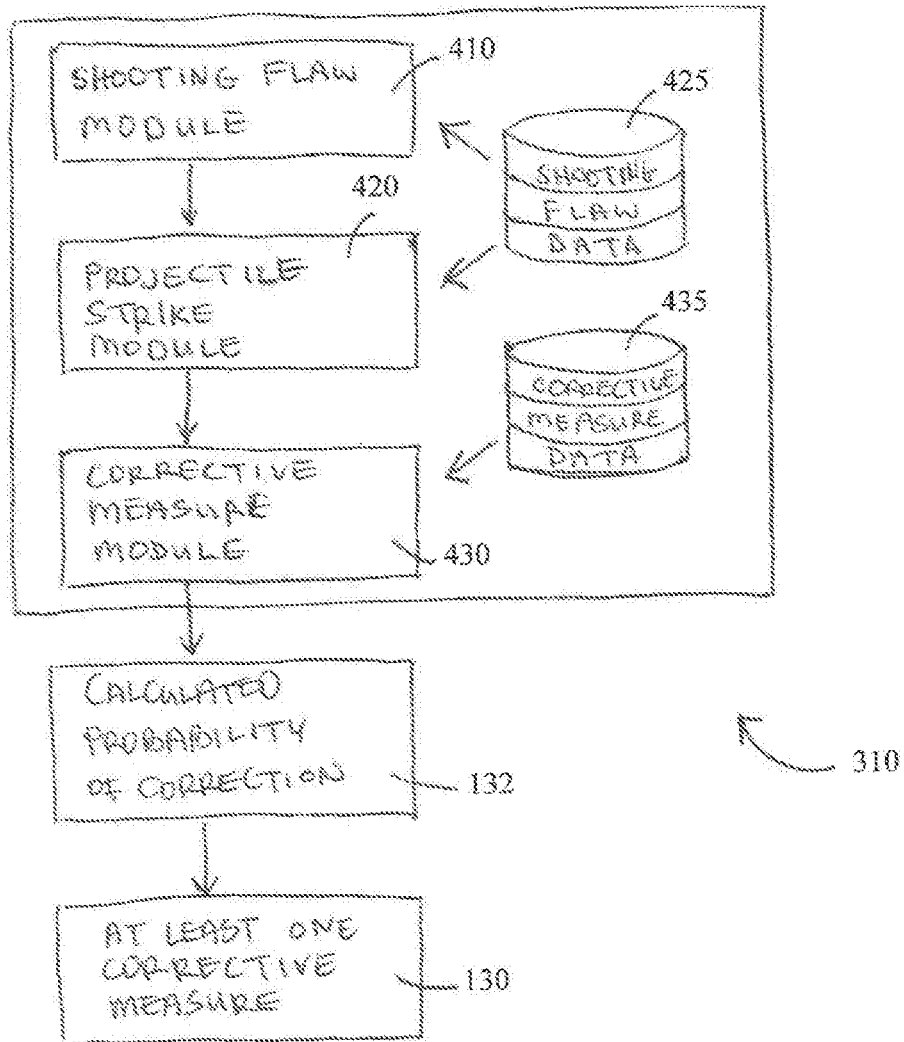 SHOOTING FLAW
MODULE
410
425
SHOOTING
FLAW
DATA
420
PROJECTILE
STRIKE
MODULE
435
CORRECTIVE
MEASURE
DATA
CORRECTIVE
MEASURE
MODULE
430
CALCULATED
PROBABILITY
OF CORRECTION
132
310
AT LEAST ONE
CORRECTIVE
MEASURE
130